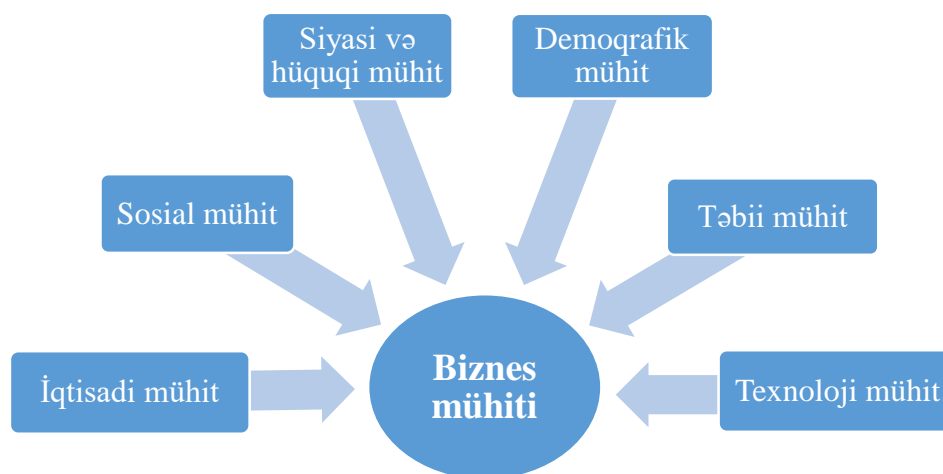 Siyasi və
hüquqi mühit
Demoqrafik
mühit
Sosial mühit
Təbii mühit
İqtisadi mühit
Biznes
mühiti
Texnoloji mühit